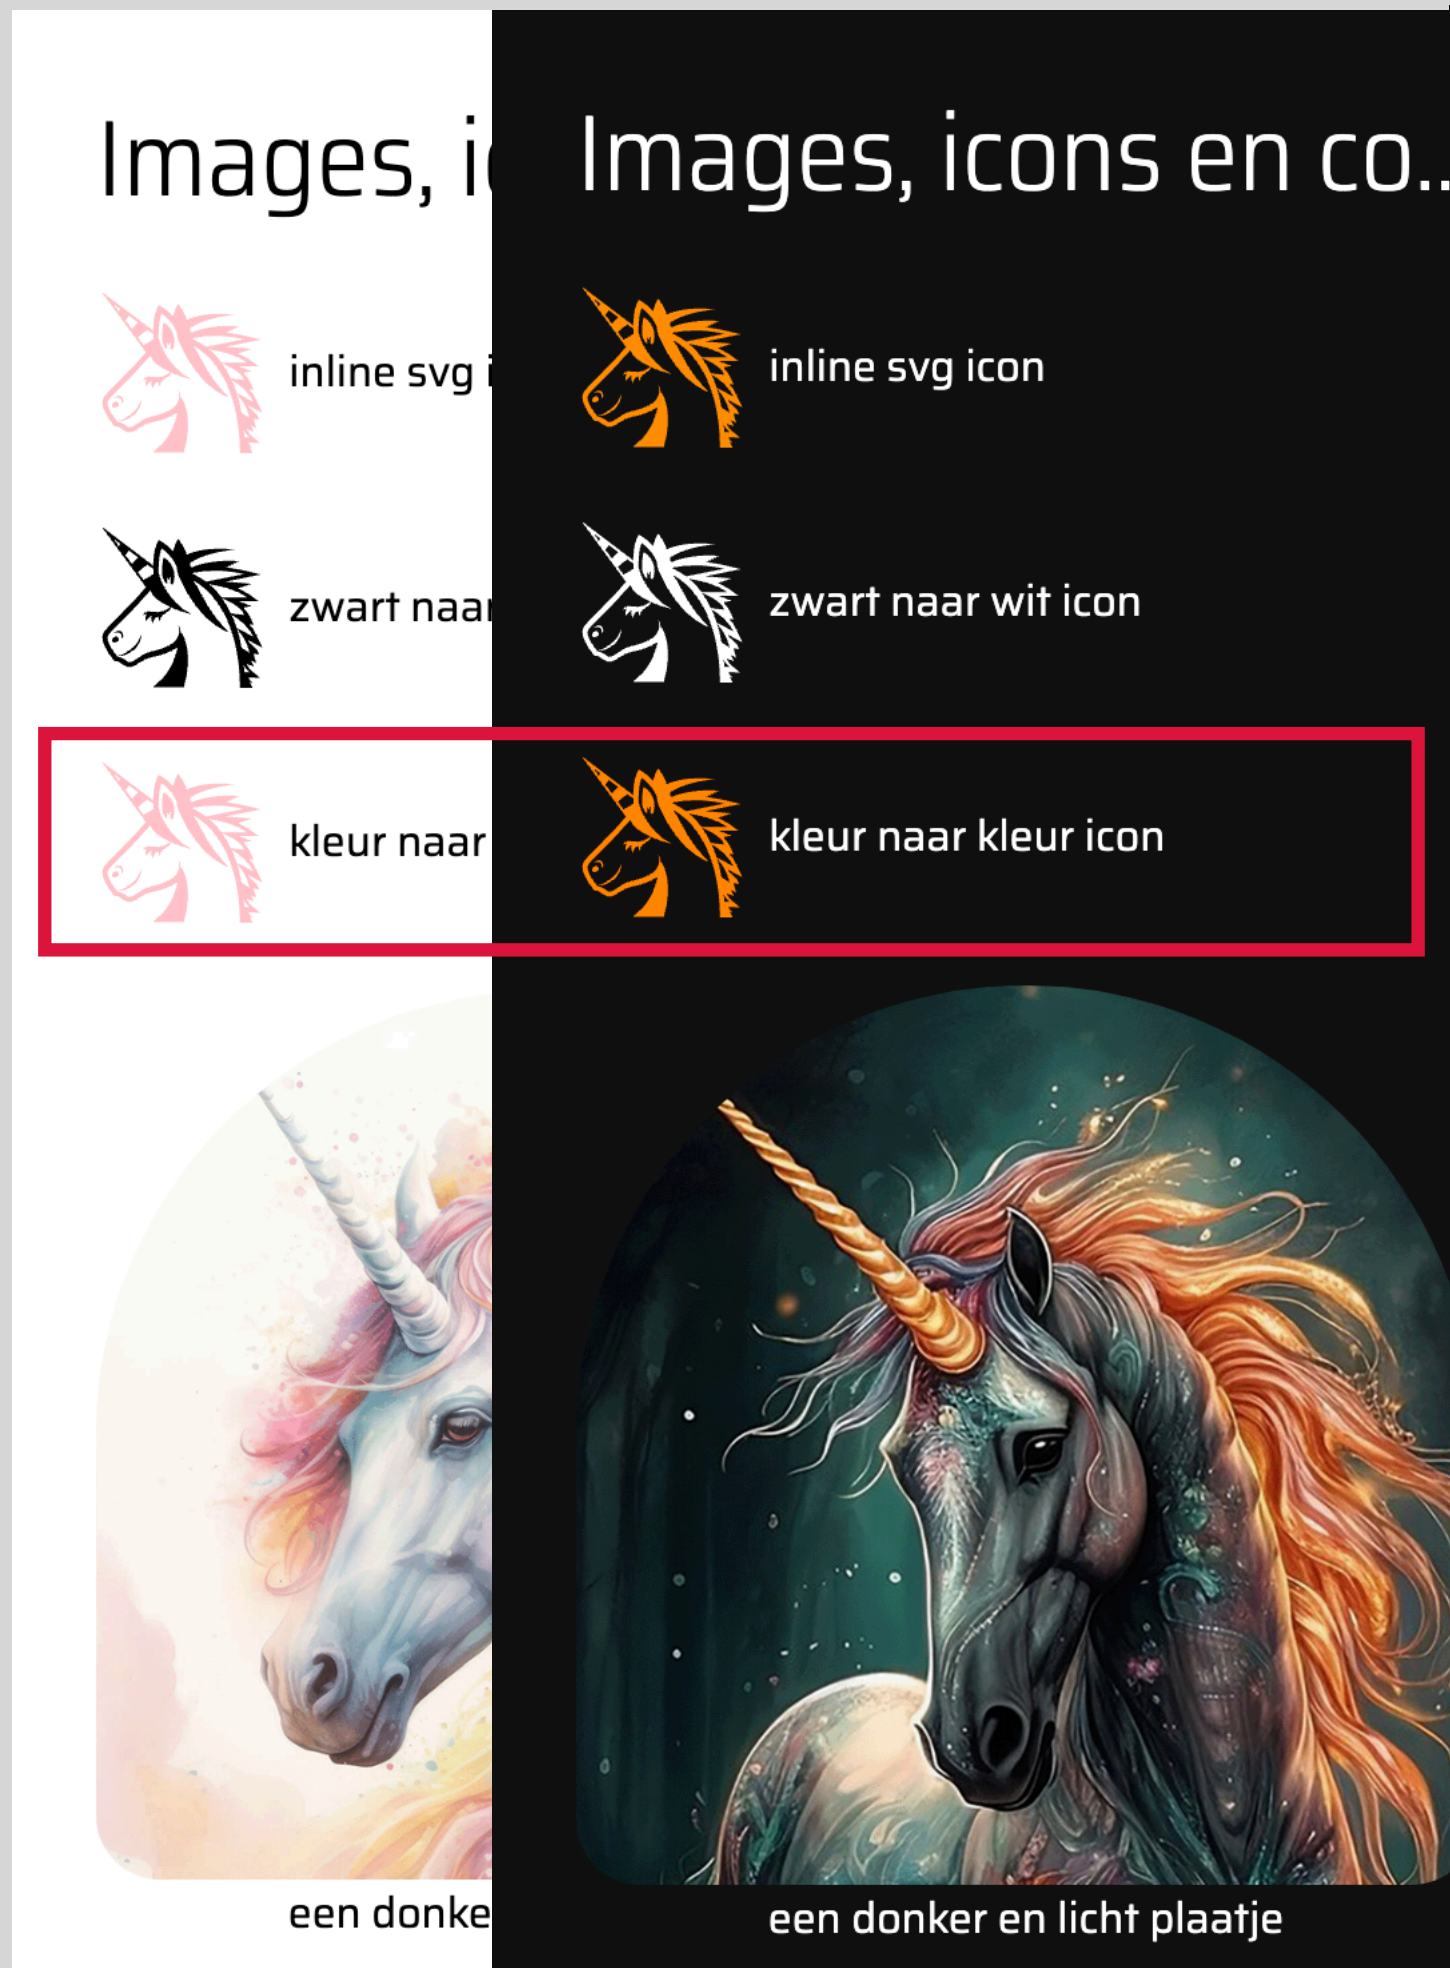 Images, ic
inline svg i
zwart naar
kleur naar
een donke
Images, icons en co..
inline svg icon
zwart naar wit icon
kleur naar kleur icon
een donker en licht plaatje